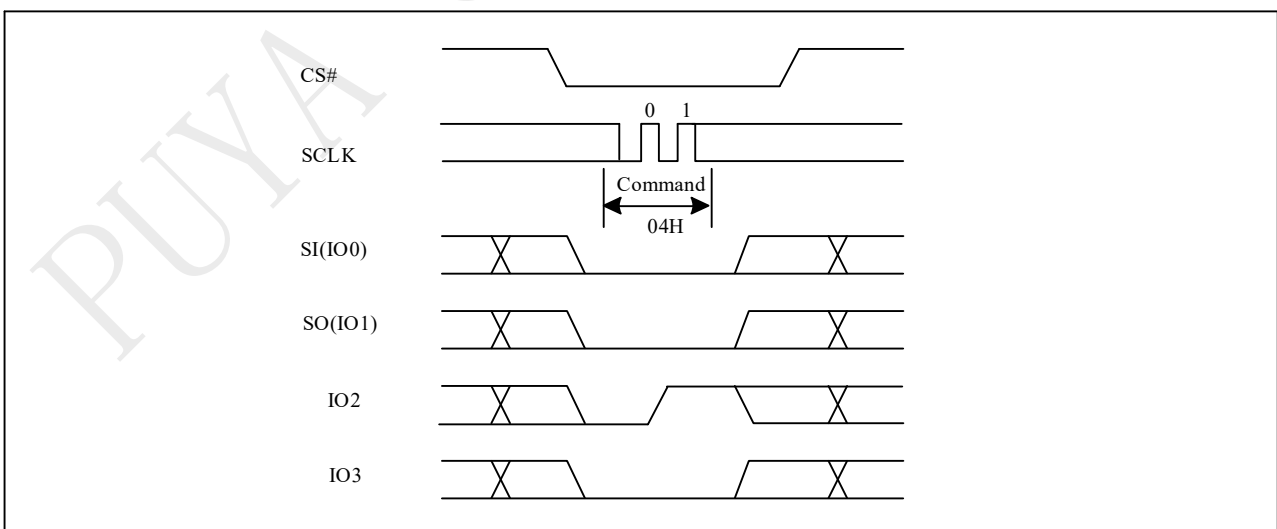 PUYA
CS#
0 1
SCLK
Command
04H
SI(IO0)
SO(IO1)
IO2
IO3